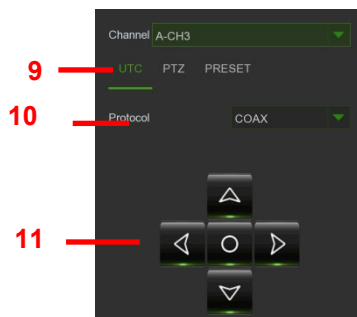 Channel A-CH3
9 UTC PTZ PRESET
10 Protocol COAX
11